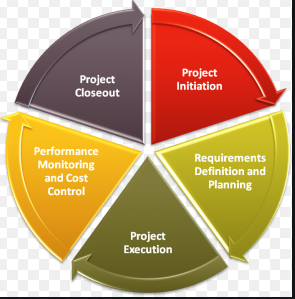 Project
Initiation
Requirements
Definition and
Planning
Project
Execution
Performance
Monitoring
and Cost
Control
Project
Closeout